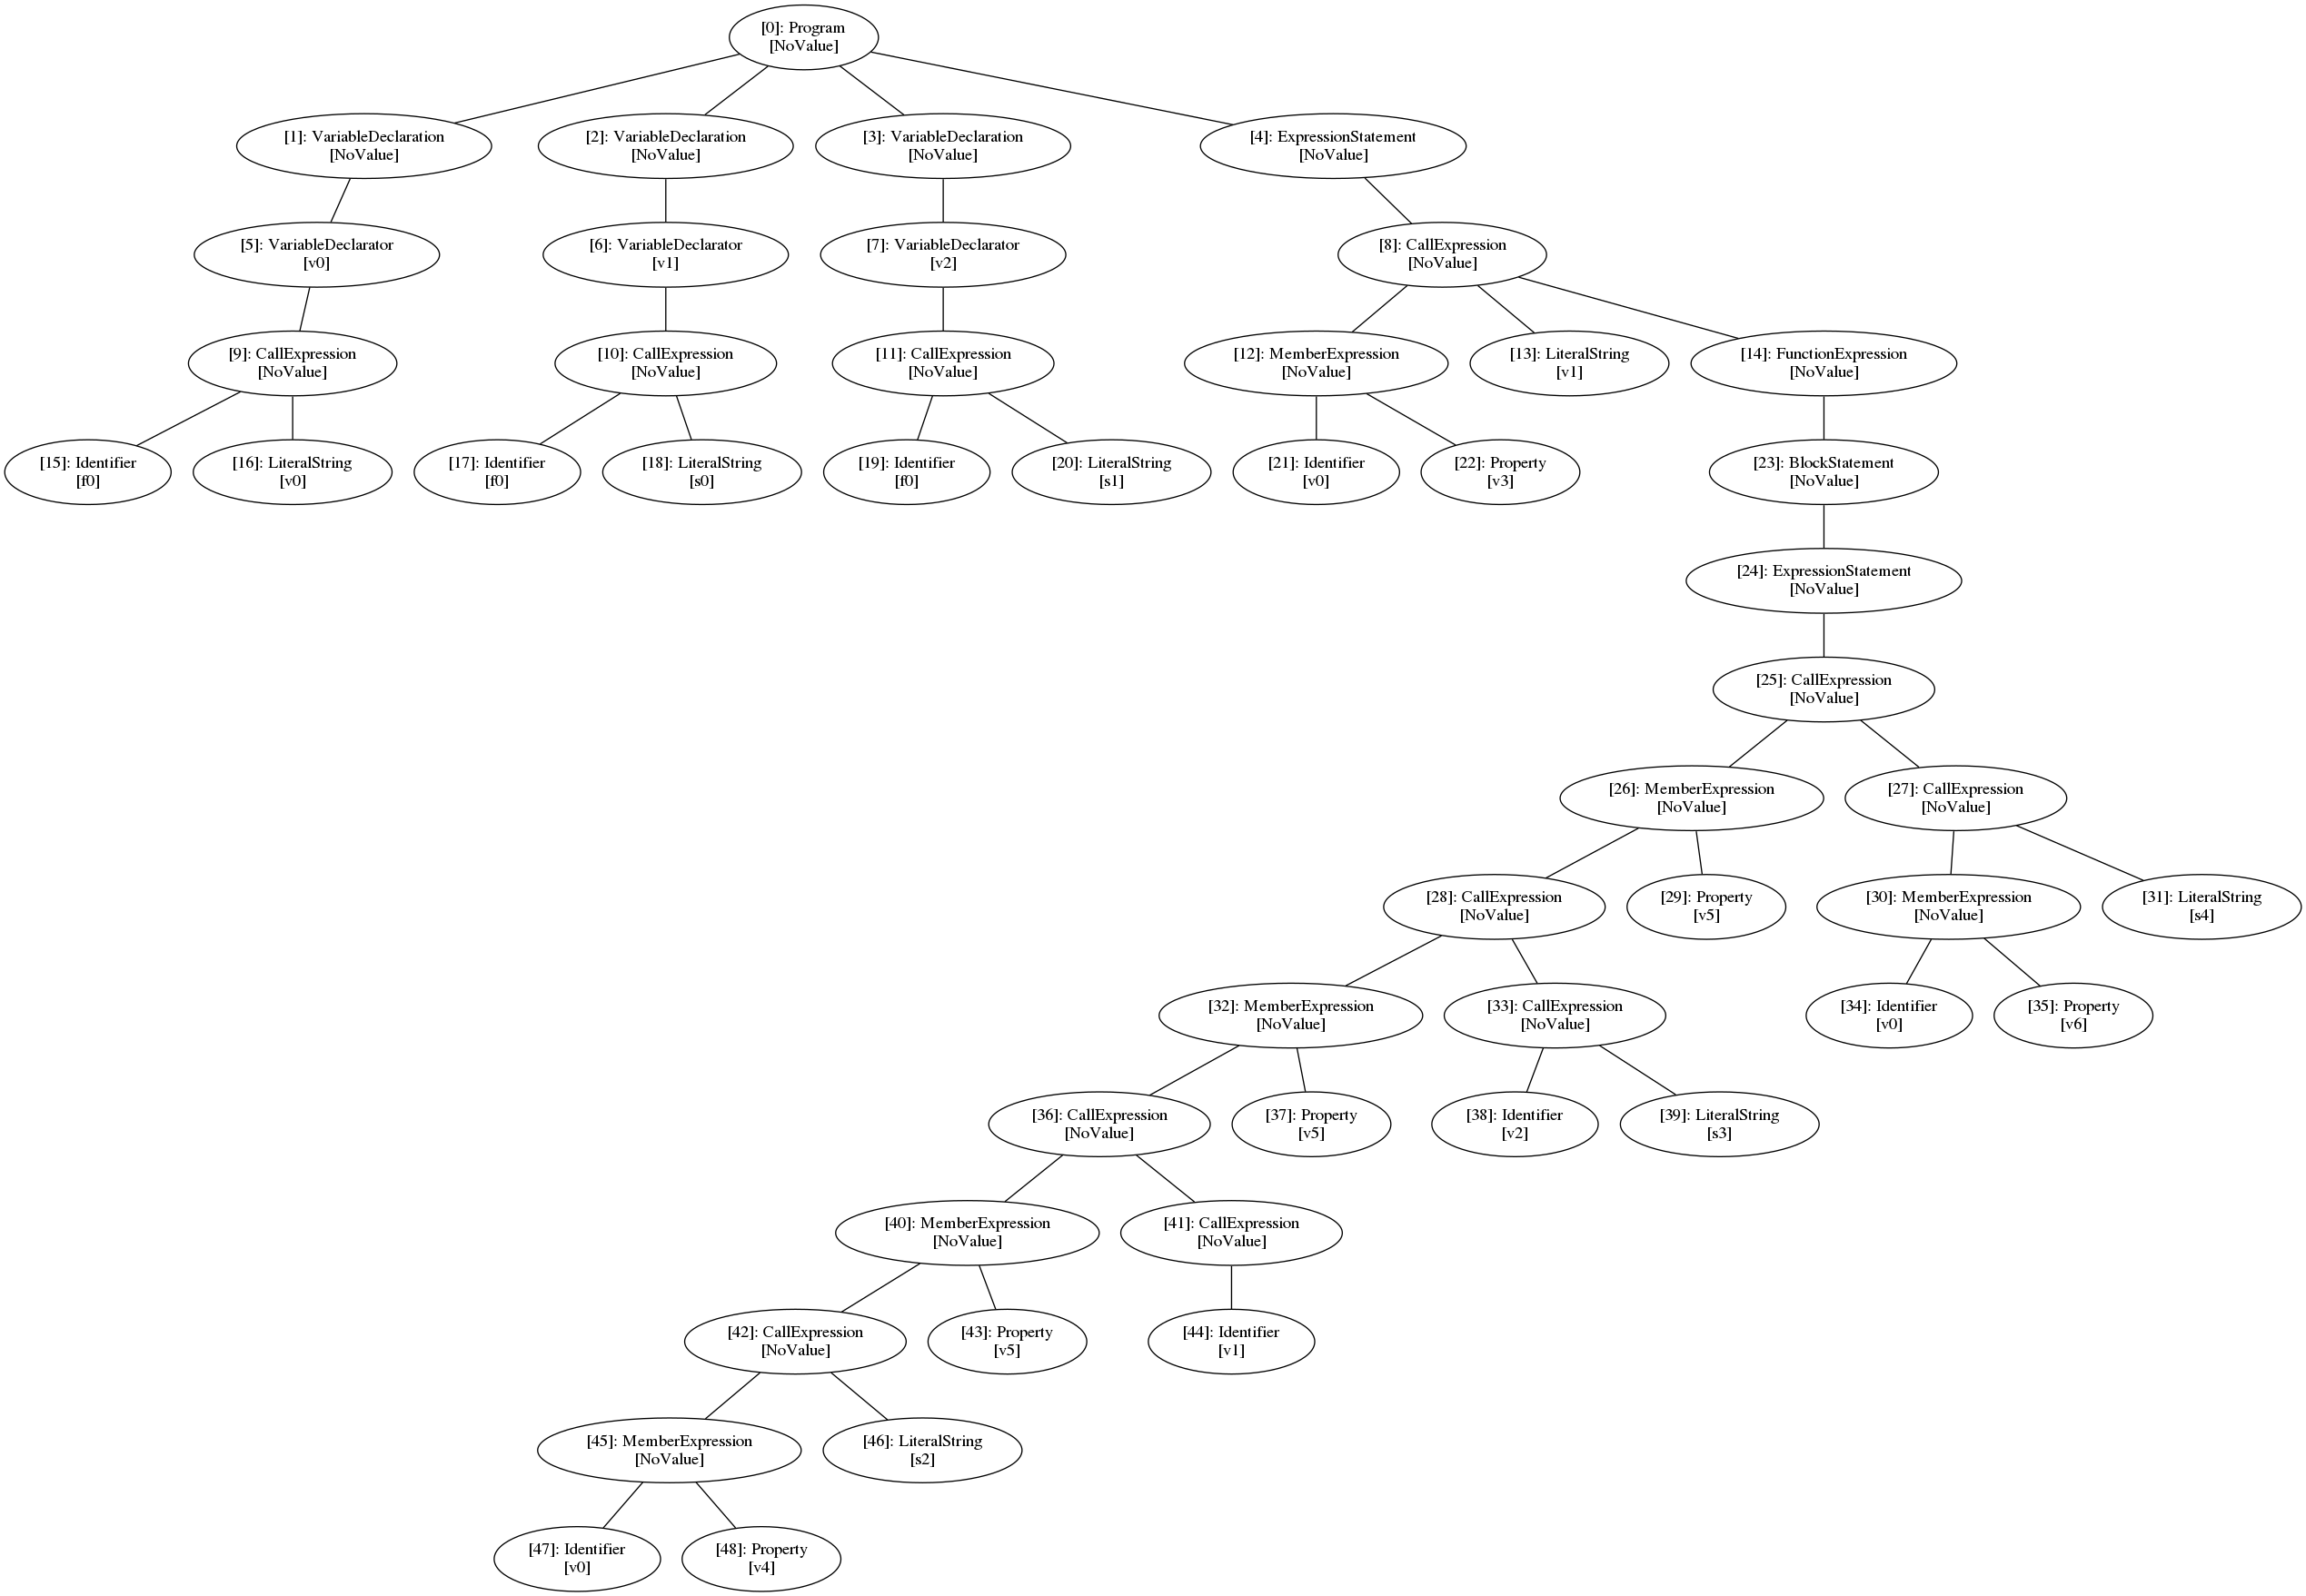 [0]: Program
[NoValue]
[1]: VariableDeclaration
[NoValue]
[2]: VariableDeclaration
[NoValue]
[3]: VariableDeclaration
[NoValue]
[4]: ExpressionStatement
[NoValue]
[5]: VariableDeclarator
[v0]
[6]: VariableDeclarator
[v1]
[7]: VariableDeclarator
[v2]
[8]: CallExpression
[NoValue]
[9]: CallExpression
[NoValue]
[10]: CallExpression
[NoValue]
[11]: CallExpression
[NoValue]
[12]: MemberExpression
[NoValue]
[13]: LiteralString
[v1]
[14]: FunctionExpression
[NoValue]
[15]: Identifier
[f0]
[16]: LiteralString
[v0]
[17]: Identifier
[f0]
[18]: LiteralString
[s0]
[19]: Identifier
[f0]
[20]: LiteralString
[s1]
[21]: Identifier
[v0]
[22]: Property
[v3]
[23]: BlockStatement
[NoValue]
[24]: ExpressionStatement
[NoValue]
[25]: CallExpression
[NoValue]
[26]: MemberExpression
[NoValue]
[27]: CallExpression
[NoValue]
[28]: CallExpression
[NoValue]
[29]: Property
[v5]
[30]: MemberExpression
[NoValue]
[31]: LiteralString
[s4]
[32]: MemberExpression
[NoValue]
[33]: CallExpression
[NoValue]
[34]: Identifier
[v0]
[35]: Property
[v6]
[36]: CallExpression
[NoValue]
[37]: Property
[v5]
[38]: Identifier
[v2]
[39]: LiteralString
[s3]
[40]: MemberExpression
[NoValue]
[41]: CallExpression
[NoValue]
[42]: CallExpression
[NoValue]
[43]: Property
[v5]
[44]: Identifier
[v1]
[45]: MemberExpression
[NoValue]
[46]: LiteralString
[s2]
[47]: Identifier
[v0]
[48]: Property
[v4]